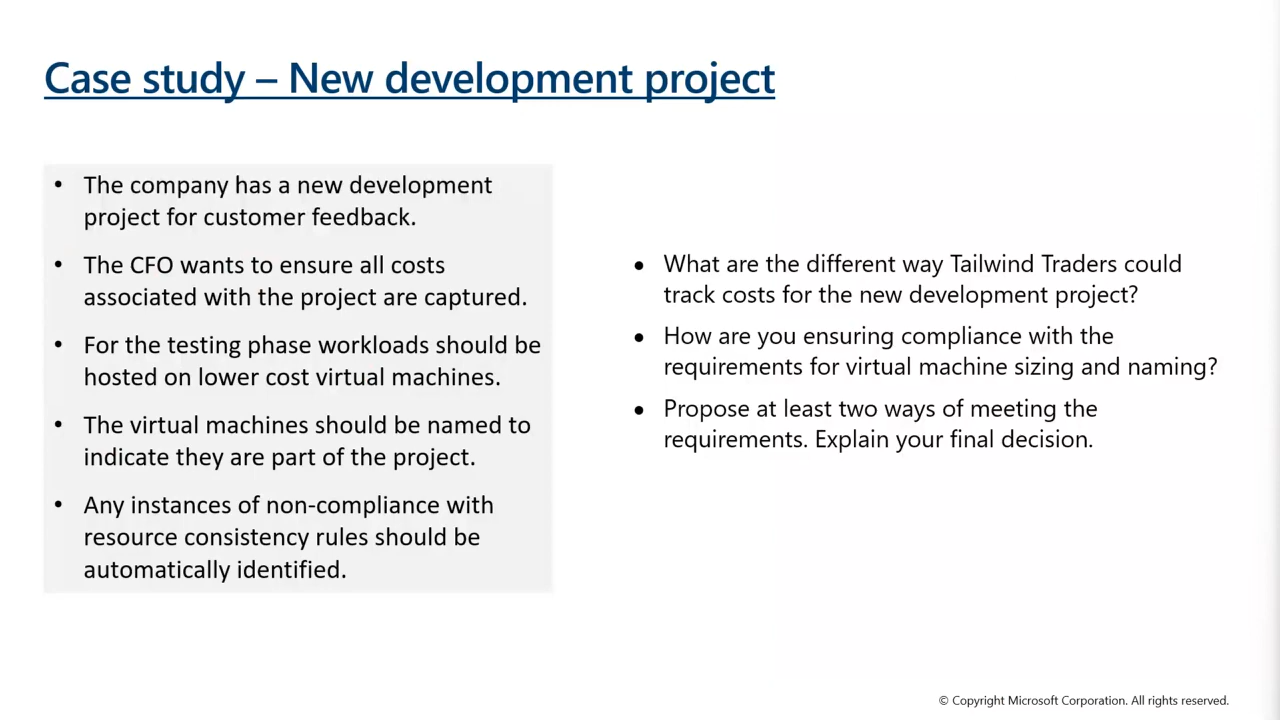 Case study – New development project
• The company has a new development
project for customer feedback.
• The CFO wants to ensure all costs
associated with the project are captured.
• For the testing phase workloads should be
hosted on lower cost virtual machines.
• The virtual machines should be named to
indicate they are part of the project.
• Any instances of non-compliance with
resource consistency rules should be
automatically identified.
• What are the different way Tailwind Traders could
track costs for the new development project?
• How are you ensuring compliance with the
requirements for virtual machine sizing and naming?
• Propose at least two ways of meeting the
requirements. Explain your final decision.
© Copyright Microsoft Corporation. All rights reserved.